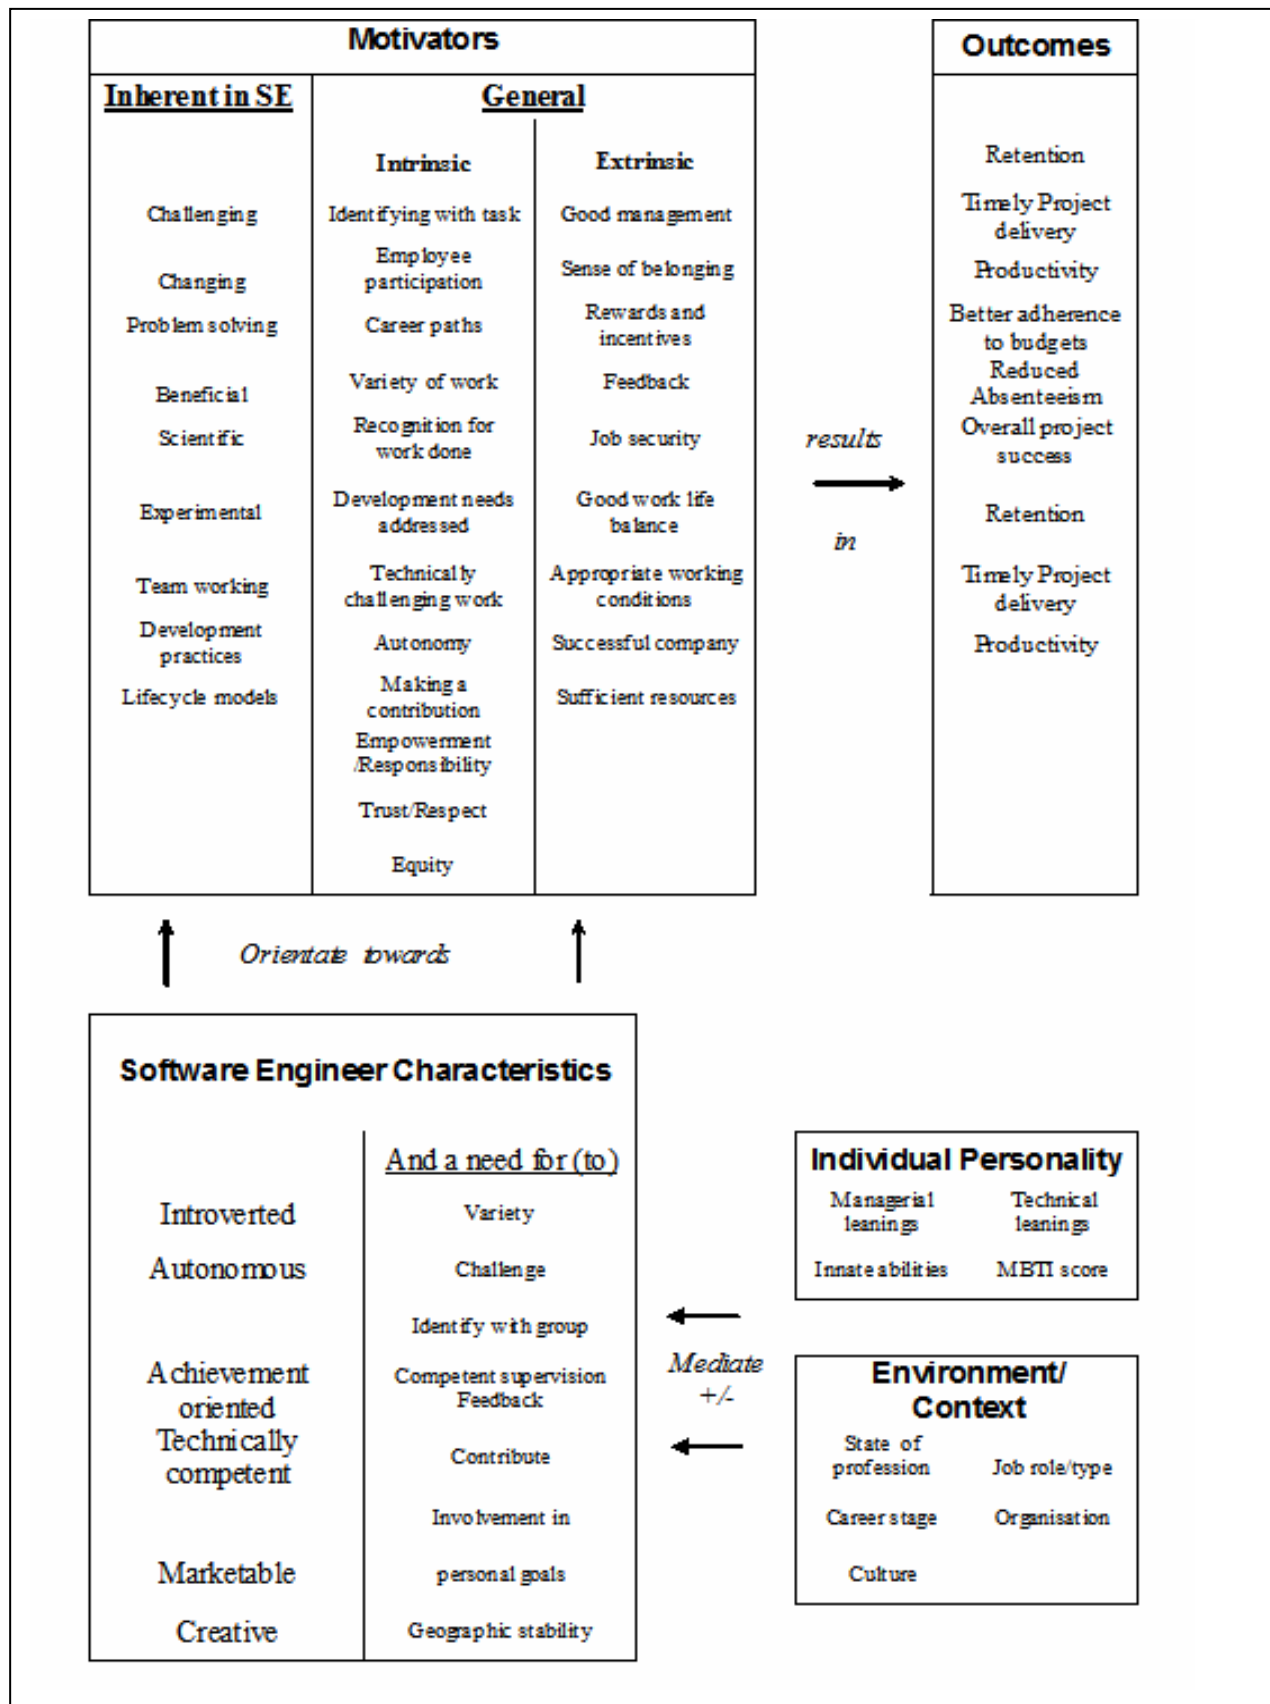 Motivators
Inherent in SE
General
Intrinsic
Extrinsic
Challenging
Changing
Problem solving
Beneficial
Scientific
Experimental
Team working
Development
practices
Lifecycle models
Identifying with task
Employee
participation
Career paths
Variety of work
Recognition for
work done
Development needs
addressed
Technically
challenging work
Autonomy
Making a
contribution
Empowerment
/Responsibility
Trust/Respect
Equity
Good management
Sense of belonging
Rewards and
incentives
Feedback
Job security
Good work life
balance
Appropriate working
conditions
Successful company
Sufficient resources
results
in
Outcomes
Retention
Timely Project
delivery
Productivity
Better adherence
to budgets
Reduced
Absenteeism
Overall project
success
Retention
Timely Project
delivery
Productivity
Orientate towards
Software Engineer Characteristics
Introverted
Autonomous
Achievement
oriented
Technically
competent
Marketable
Creative
And a need for (to)
Variety
Challenge
Identify with group
Competent supervision
Feedback
Contribute
Involvement in
personal goals
Geographic stability
Mediate
+/-
Individual Personality
Managerial
leanings
Technical
leanings
Innate abilities
MBTI score
Environment/
Context
State of
profession
Job role/type
Career stage
Organisation
Culture